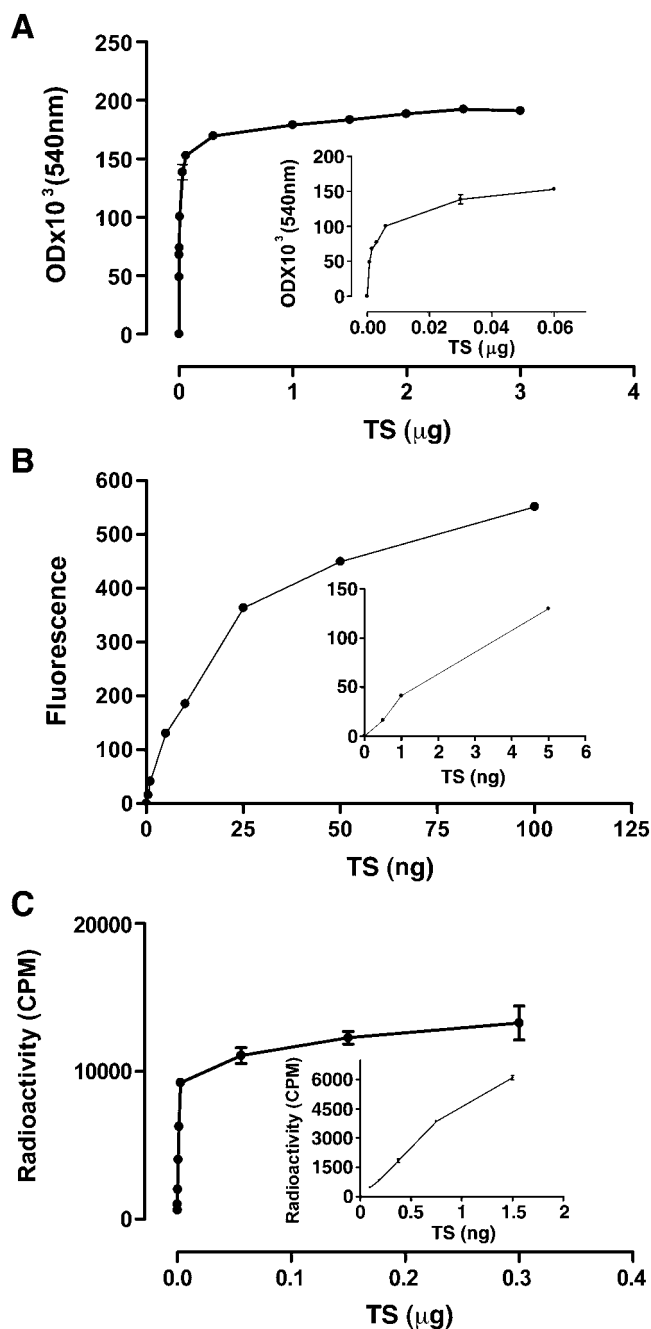 A
250
200
150
100
50
0
ODx10³(540nm)
0 1 2 3 4
TS (μg)
200
150
100
50
0
ODX10³(540nm)
0.00 0.02 0.04 0.06
TS (μg)
B
600
500
400
300
200
100
0
Fluorescence
0 25 50 75 100 125
TS (ng)
150
100
50
0
0 1 2 3 4 5 6
TS (ng)
C
20000
10000
0
Radioactivity (CPM)
0.0 0.1 0.2 0.3 0.4
TS (μg)
6000
4500
3000
1500
0
Radioactivity (CPM)
0 0.5 1 1.5 2
TS (ng)